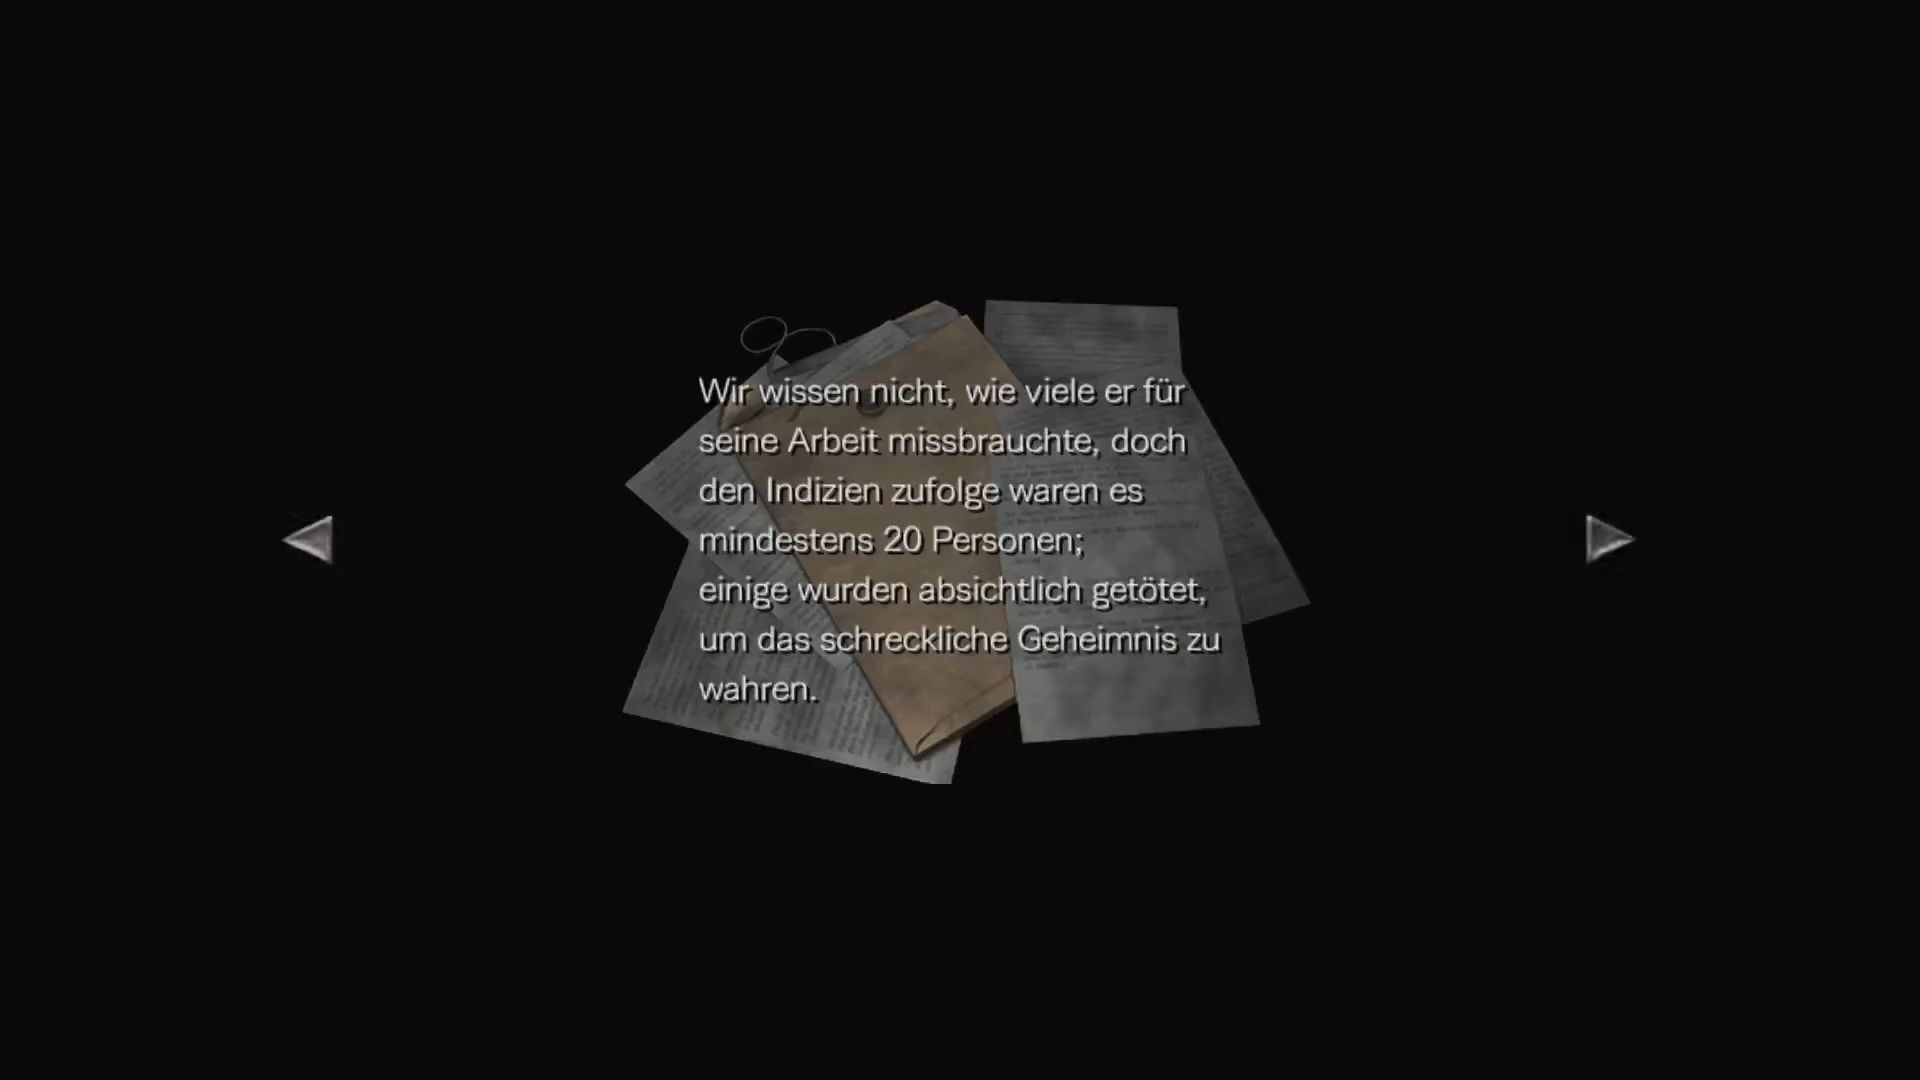 Wir wissen nicht, wie viele er für
seine Arbeit missbrauchte, doch
den Indizien zufolge waren es
mindestens 20 Personen;
einige wurden absichtlich getötet,
um das schreckliche Geheimnis zu
wahren.